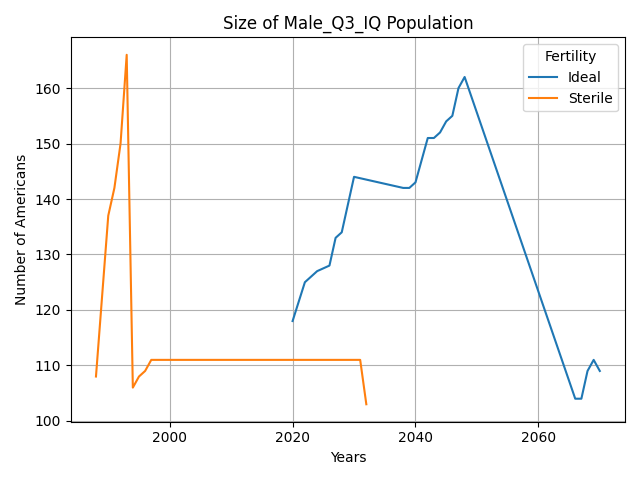 Size of Male_Q3_IQ Population
Fertility
Ideal
Sterile
Number of Americans
160
150
140
130
120
110
100
2000
2020
2040
2060
Years